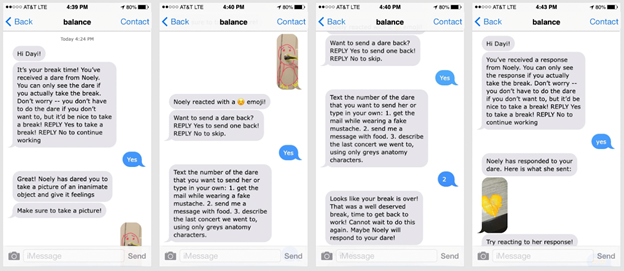 AT&T LTE 4:39 PM 80%
Back balance Contact
Today 4:24 PM
Hi Dayi!
It's your break time! You've
received a dare from Noely.
You can only see the dare if
you actually take the break.
Don't worry -- you don't have
to do the dare if you don't
want, but it'd be nice to take
a break! REPLY Yes to take a
break! REPLY No to continue
working
Yes
Great! Noely has dared you to
take a picture of an inanimate
object and give it feelings
Make sure to take a picture!
iMessage Send
AT&T LTE 4:40 PM 80%
Back balance Contact
Noely reacted with a 😊 emoji!
Want to send a dare back?
REPLY Yes to send one back!
REPLY No to skip.
Yes
Text the number of the dare
that you want to send her or
type in your own: 1. get the
mail while wearing a fake
mustache. 2. send me a
message with food. 3. describe
the last concert we went to,
using only greys anatomy
characters.
iMessage Send
AT&T LTE 4:40 PM 80%
Back balance Contact
Want to send a dare back?
REPLY Yes to send one back!
REPLY No to skip.
Yes
Text the number of the dare
that you want to send her or
type in your own: 1. get the
mail while wearing a fake
mustache. 2. send me a
message with food. 3. describe
the last concert we went to,
using only greys anatomy
characters.
2
Looks like your break is over!
That was a well deserved
break, time to get back to
work! Cannot wait to do this
again. Maybe Noely will
respond to your dare!
iMessage Send
AT&T LTE 4:43 PM 80%
Back balance Contact
Hi Dayi!
You've received a response
from Noely. You can only see
the response if you actually
take the break. Don't worry --
you don't have to do the dare
if you don't want to, but it'd be
nice to take a break! REPLY
Yes to take a break! REPLY No
to continue working
yes
Noely has responded to your
dare. Here is what she sent:
Try reacting to her response!
iMessage Send